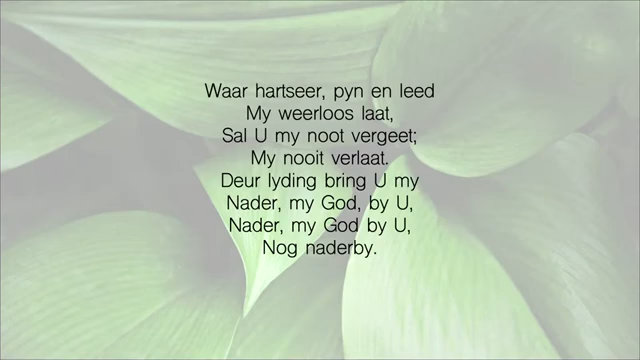 Waar hartseer, pyn en leed
My weerloos laat,
Sal U my noot vergeet;
My nooit verlaat.
Deur lyding bring U my
Nader, my God, by U,
Nader, my God by U,
Nog naderby.